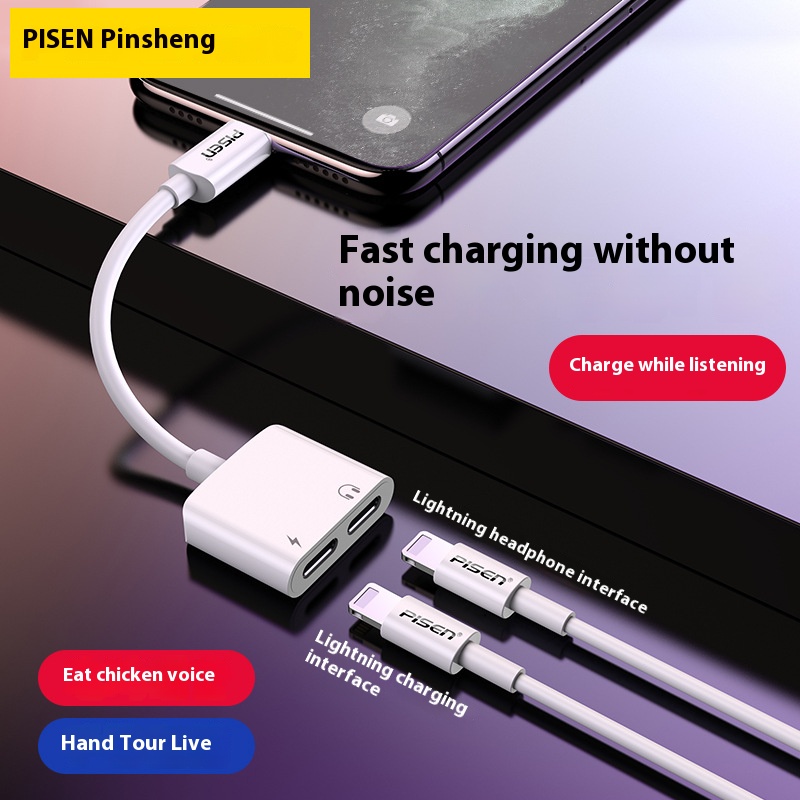 PISEN Pinsheng
PISEN
Fast charging without
noise
Charge while listening
Lightning headphone interface
PISEN®
PISEN®
Lightning charging
interface
Eat chicken voice
Hand Tour Live